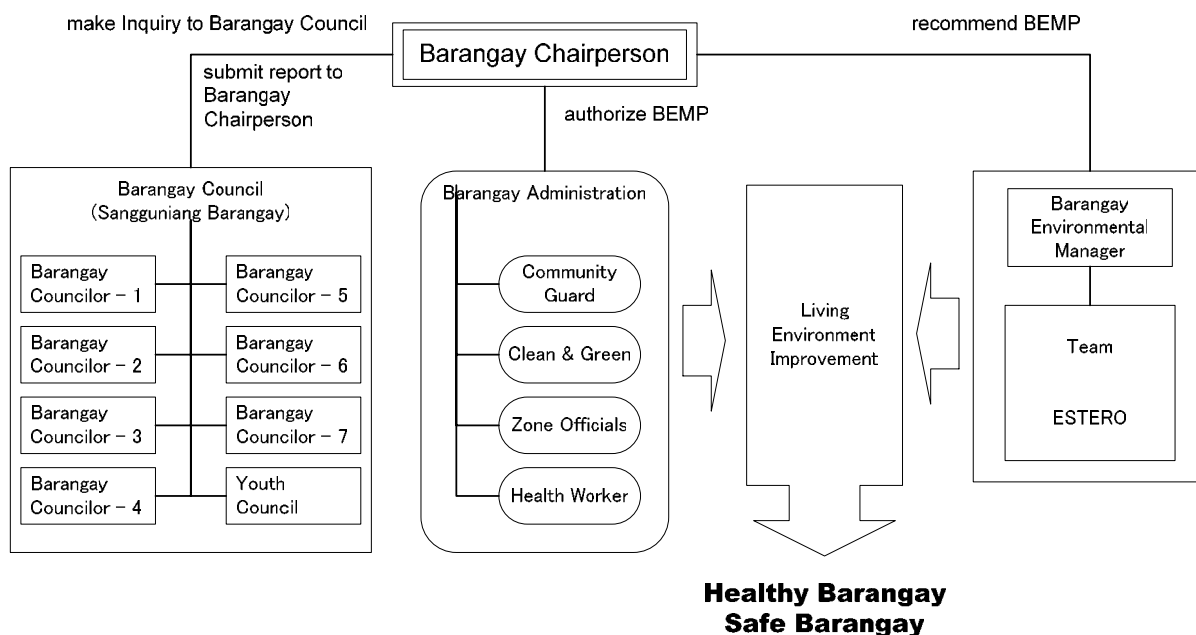 make Inquiry to Barangay Council
recommend BEMP
Barangay Chairperson
submit report to
Barangay
Chairperson
authorize BEMP
Barangay Council
(Sangguniang Barangay)
Barangay
Councilor - 1
Barangay
Councilor - 5
Barangay
Councilor - 2
Barangay
Councilor - 6
Barangay
Councilor - 3
Barangay
Councilor - 7
Barangay
Councilor - 4
Youth
Council
Barangay Administration
Community
Guard
Clean & Green
Zone Officials
Health Worker
Living
Environment
Improvement
Barangay
Environmental
Manager
Team
ESTERO
Healthy Barangay
Safe Barangay